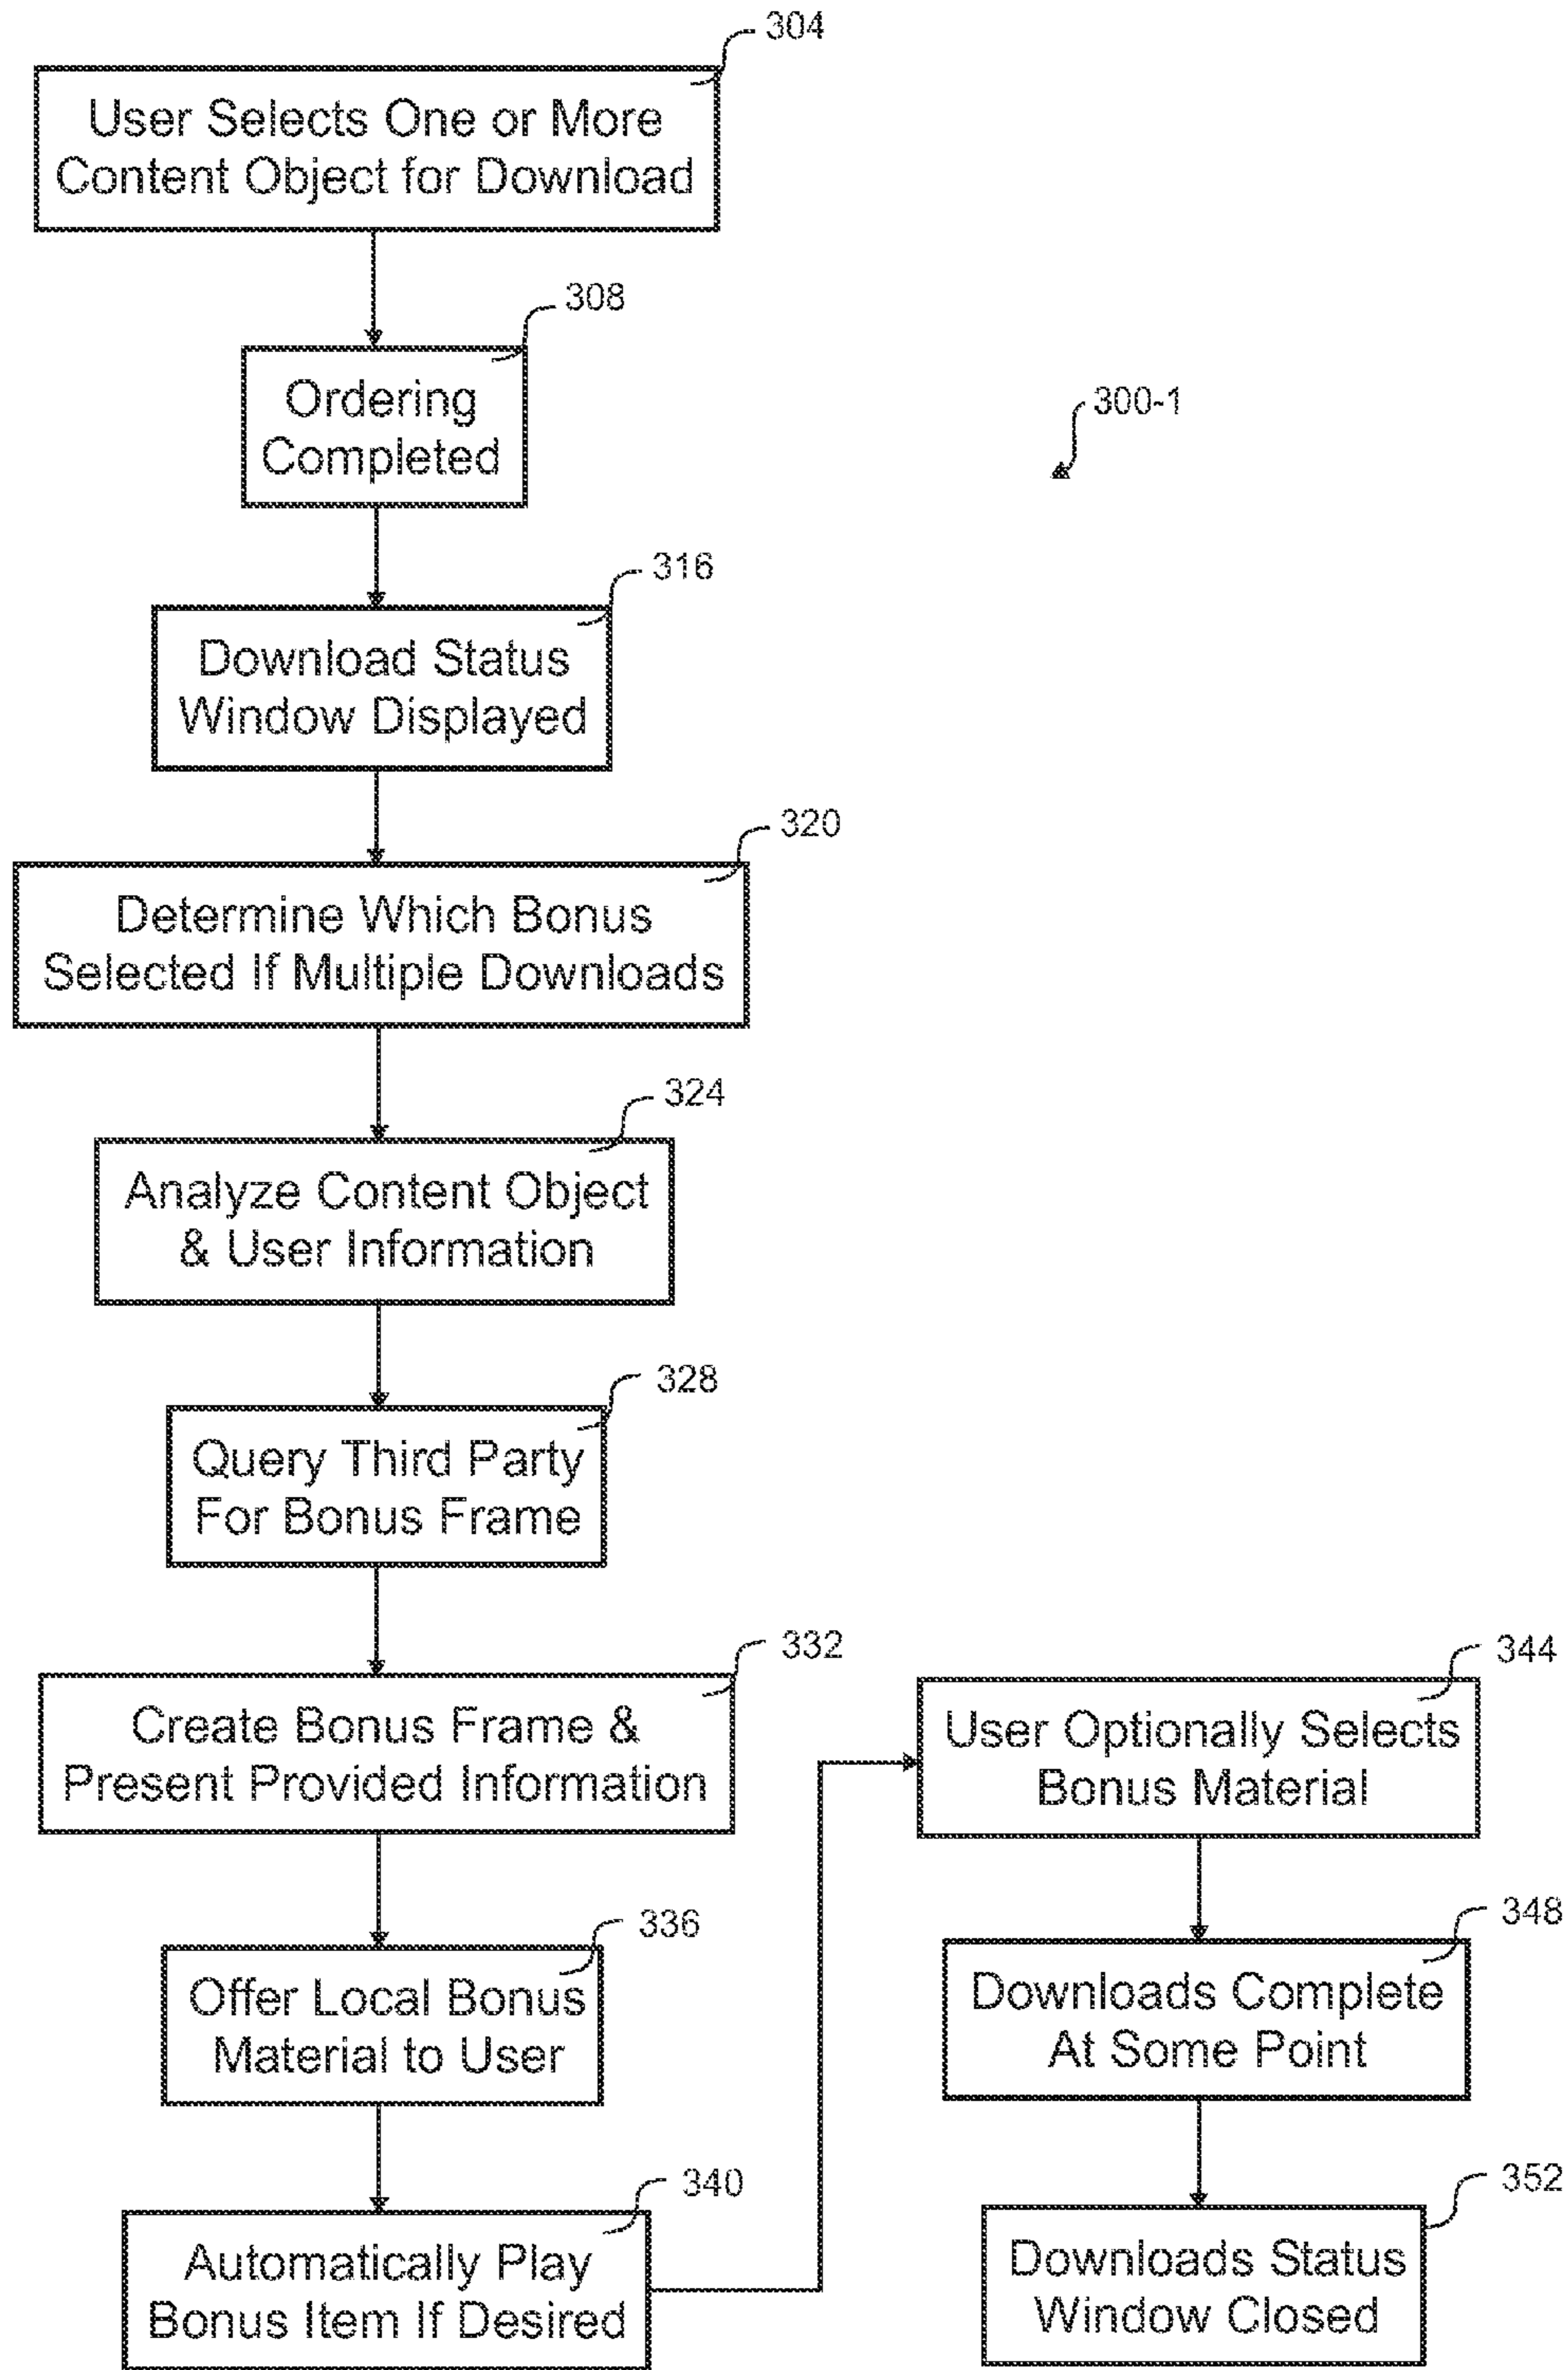 304
User Selects One or More
Content Object for Download
308
Ordering
Completed
300-1
316
Download Status
Window Displayed
320
Determine Which Bonus
Selected If Multiple Downloads
324
Analyze Content Object
& User Information
328
Query Third Party
For Bonus Frame
332
Create Bonus Frame &
Present Provided Information
336
Offer Local Bonus
Material to User
340
Automatically Play
Bonus Item If Desired
344
User Optionally Selects
Bonus Material
348
Downloads Complete
At Some Point
352
Downloads Status
Window Closed